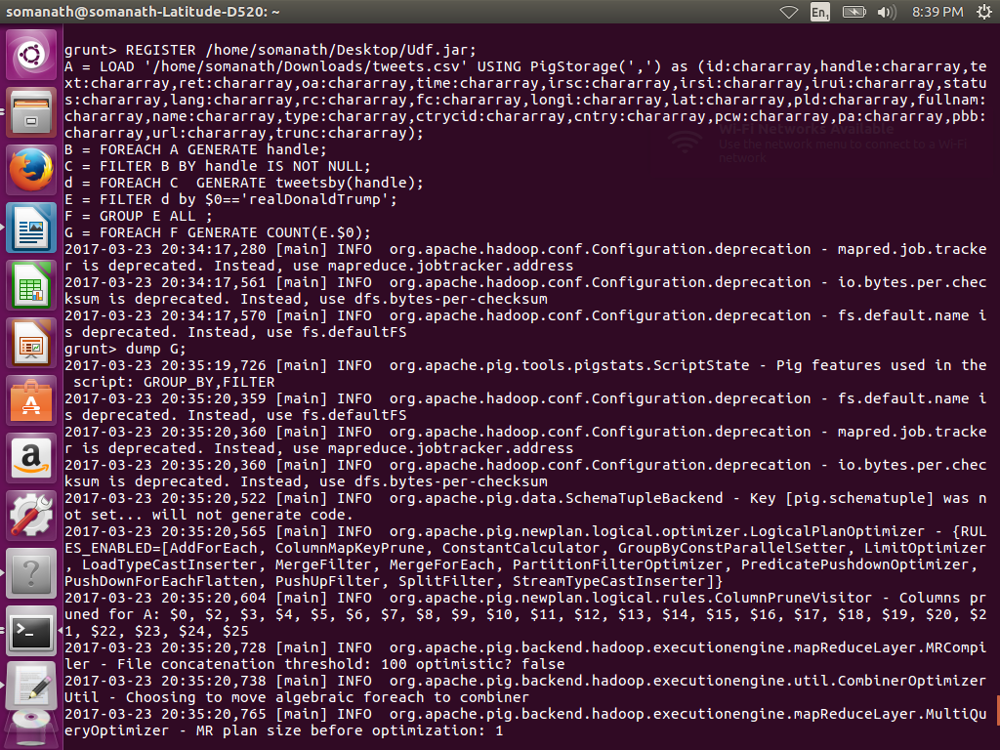 somanath@somanath-Latitude-D520: ~
En1
8:39 PM
grunt> REGISTER /home/somanath/Desktop/Udf.jar;
A = LOAD '/home/somanath/Downloads/tweets.csv' USING PigStorage(',') as (id:chararray,handle:chararray,te
xt:chararray,ret:chararray,oa:chararray,time:chararray,irsc:chararray,irsi:chararray,irui:chararray,statu
s:chararray,lang:chararray,rc:chararray,fc:chararray,longi:chararray,lat:chararray,pld:chararray,fullnam:
chararray,name:chararray,type:chararray,ctrycid:chararray,cntry:chararray,pcw:chararray,pa:chararray,pbb:
chararray,url:chararray,trunc:chararray);
Wi-Fi Networks Available
Use the network menu to connect to a Wi-Fi
network
B = FOREACH A GENERATE handle;
C = FILTER B BY handle IS NOT NULL;
d = FOREACH C  GENERATE tweetsby(handle);
E = FILTER d by $0=='realDonaldTrump';
F = GROUP E ALL ;
G = FOREACH F GENERATE COUNT(E.$0);
2017-03-23 20:34:17,280 [main] INFO  org.apache.hadoop.conf.Configuration.deprecation - mapred.job.tracke
r is deprecated. Instead, use mapreduce.jobtracker.address
2017-03-23 20:34:17,561 [main] INFO  org.apache.hadoop.conf.Configuration.deprecation - io.bytes.per.chec
ksum is deprecated. Instead, use dfs.bytes-per-checksum
2017-03-23 20:34:17,570 [main] INFO  org.apache.hadoop.conf.Configuration.deprecation - fs.default.name i
s deprecated. Instead, use fs.defaultFS
grunt> dump G;
2017-03-23 20:35:19,726 [main] INFO  org.apache.pig.tools.pigstats.ScriptState - Pig features used in the
 script: GROUP_BY,FILTER
2017-03-23 20:35:20,359 [main] INFO  org.apache.hadoop.conf.Configuration.deprecation - fs.default.name i
s deprecated. Instead, use fs.defaultFS
2017-03-23 20:35:20,360 [main] INFO  org.apache.hadoop.conf.Configuration.deprecation - mapred.job.tracke
r is deprecated. Instead, use mapreduce.jobtracker.address
2017-03-23 20:35:20,360 [main] INFO  org.apache.hadoop.conf.Configuration.deprecation - io.bytes.per.chec
ksum is deprecated. Instead, use dfs.bytes-per-checksum
2017-03-23 20:35:20,522 [main] INFO  org.apache.pig.data.SchemaTupleBackend - Key [pig.schematuple] was n
ot set... will not generate code.
2017-03-23 20:35:20,565 [main] INFO  org.apache.pig.newplan.logical.optimizer.LogicalPlanOptimizer - {RUL
ES_ENABLED=[AddForEach, ColumnMapKeyPrune, ConstantCalculator, GroupByConstParallelSetter, LimitOptimizer
, LoadTypeCastInserter, MergeFilter, MergeForEach, PartitionFilterOptimizer, PredicatePushdownOptimizer,
PushDownForEachFlatten, PushUpFilter, SplitFilter, StreamTypeCastInserter]}
2017-03-23 20:35:20,604 [main] INFO  org.apache.pig.newplan.logical.rules.ColumnPruneVisitor - Columns pr
uned for A: $0, $2, $3, $4, $5, $6, $7, $8, $9, $10, $11, $12, $13, $14, $15, $16, $17, $18, $19, $20, $2
1, $22, $23, $24, $25
2017-03-23 20:35:20,728 [main] INFO  org.apache.pig.backend.hadoop.executionengine.mapReduceLayer.MRCompi
ler - File concatenation threshold: 100 optimistic? false
2017-03-23 20:35:20,738 [main] INFO  org.apache.pig.backend.hadoop.executionengine.util.CombinerOptimizer
Util - Choosing to move algebraic foreach to combiner
2017-03-23 20:35:20,765 [main] INFO  org.apache.pig.backend.hadoop.executionengine.mapReduceLayer.MultiQu
eryOptimizer - MR plan size before optimization: 1